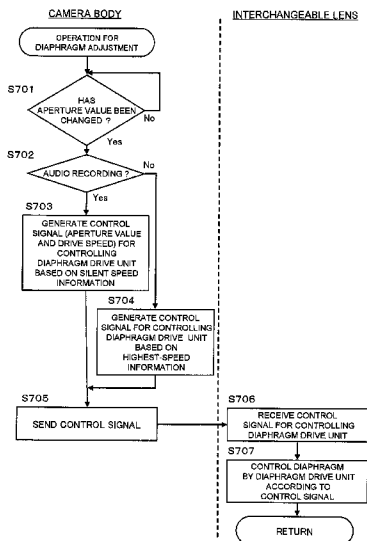 CAMERA BODY
INTERCHANGEABLE LENS
OPERATION FOR
DIAPHRAGM ADJUSTMENT
S701
HAS
APERTURE VALUE BEEN
CHANGED ?
No
Yes
S702
AUDIO RECORDING ?
No
Yes
S703
GENERATE CONTROL
SIGNAL (APERTURE VALUE
AND DRIVE SPEED) FOR
CONTROLLING
DIAPHRAGM DRIVE UNIT
BASED ON SILENT SPEED
INFORMATION
S704
GENERATE CONTROL
SIGNAL FOR CONTROLLING
DIAPHRAGM DRIVE UNIT
BASED ON
HIGHEST-SPEED
INFORMATION
S705
SEND CONTROL SIGNAL
S706
RECEIVE CONTROL
SIGNAL FOR CONTROLLING
DIAPHRAGM DRIVE UNIT
S707
CONTROL DIAPHRAGM
BY DIAPHRAGM DRIVE UNIT
ACCORDING TO
CONTROL SIGNAL
RETURN